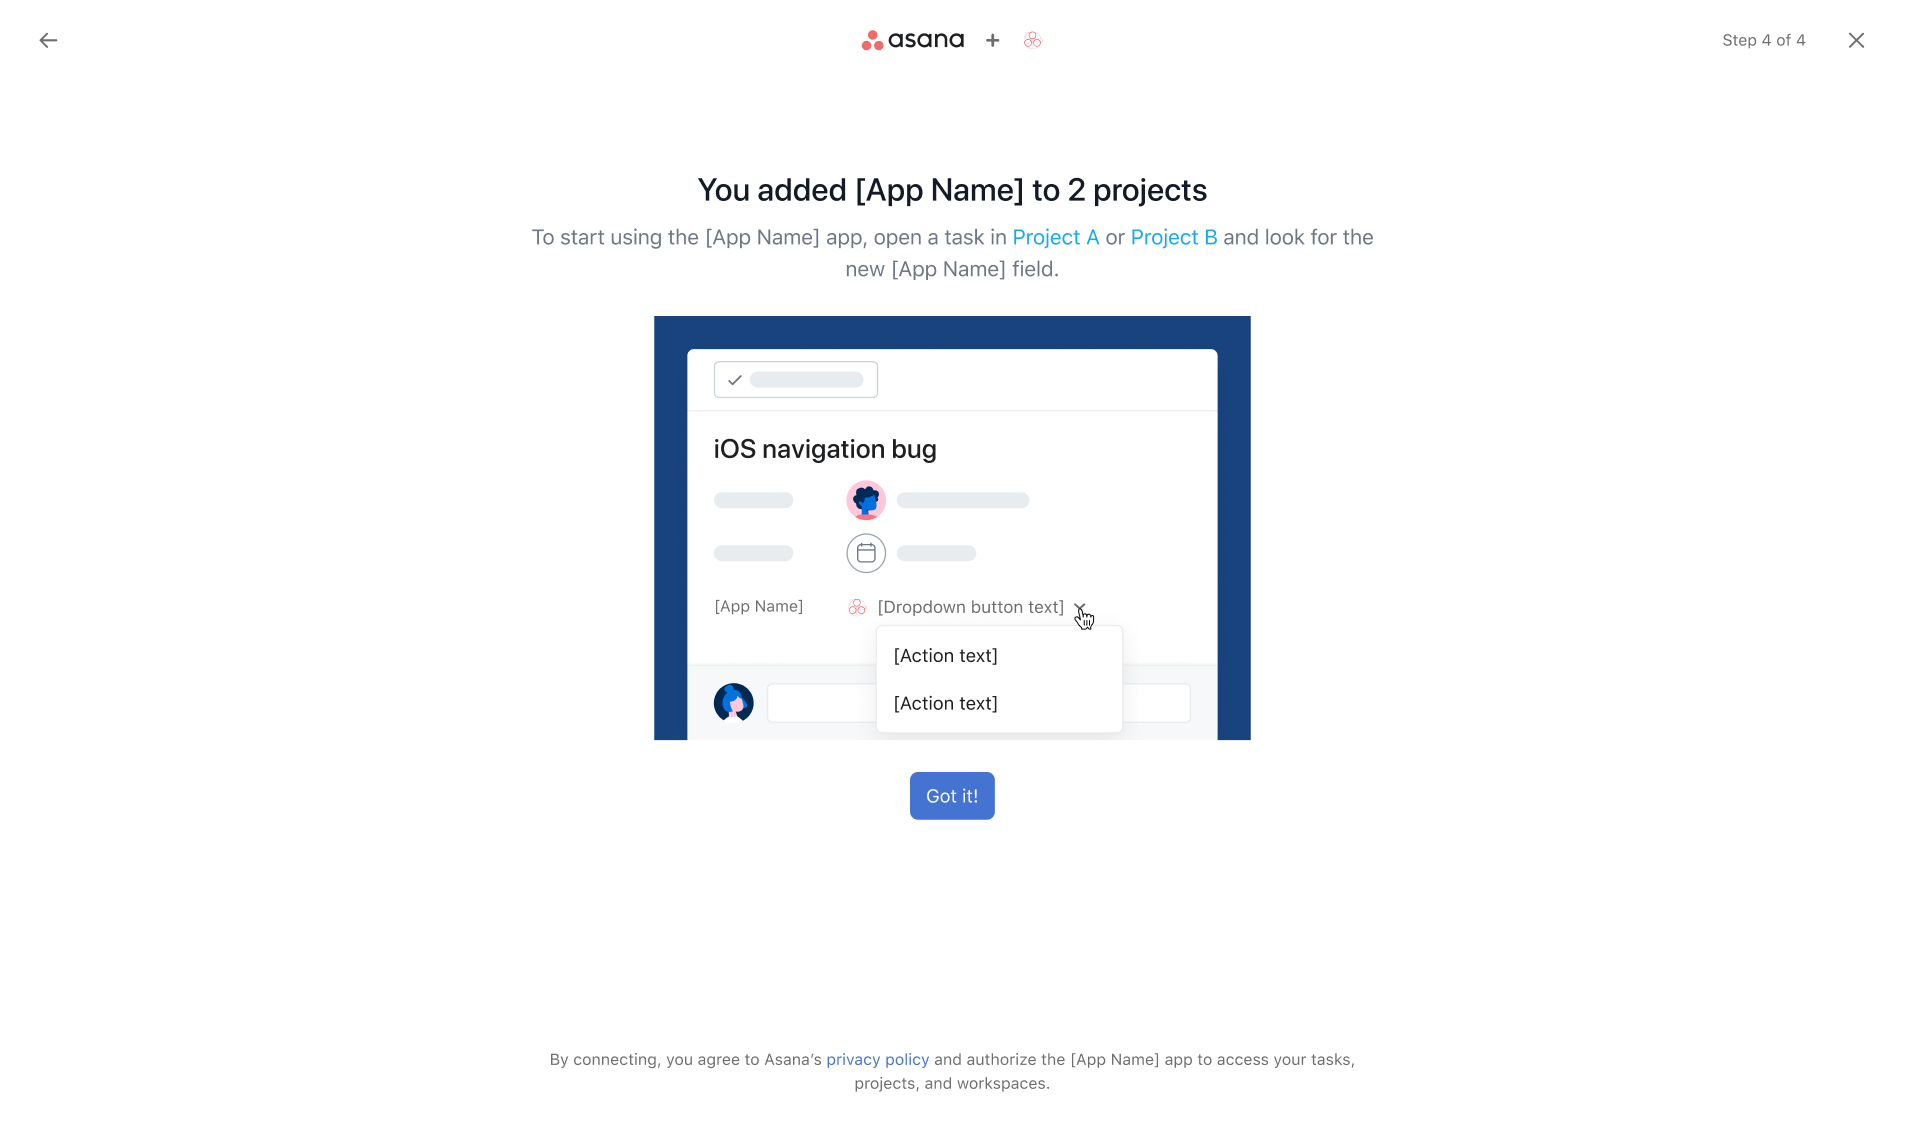 asana
Step 4 of 4
You added [App Name] to 2 projects
To start using the [App Name] app, open a task in Project A or Project B and look for the
new [App Name] field.
iOS navigation bug
[App Name]
[Dropdown button text]
[Action text]
[Action text]
Got it!
By connecting, you agree to Asana’s privacy policy and authorize the [App Name] app to access your tasks,
projects, and workspaces.